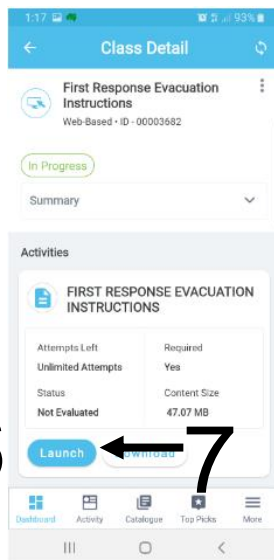 1:17 93%
Class Detail
First Response Evacuation
Instructions
Web-Based • ID - 00003682
In Progress
Summary
Activities
FIRST RESPONSE EVACUATION
INSTRUCTIONS
Attempts Left Required
Unlimited Attempts Yes
Status Content Size
Not Evaluated 47.07 MB
Launch 7
Dashboard Activity Catalogue Top Picks More